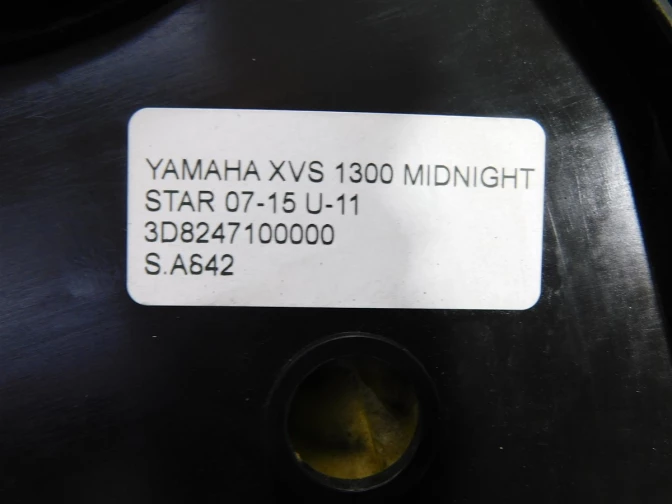 YAMAHA XVS 1300 MIDNIGHT
STAR 07-15 U-11
3D8247100000
S.A642